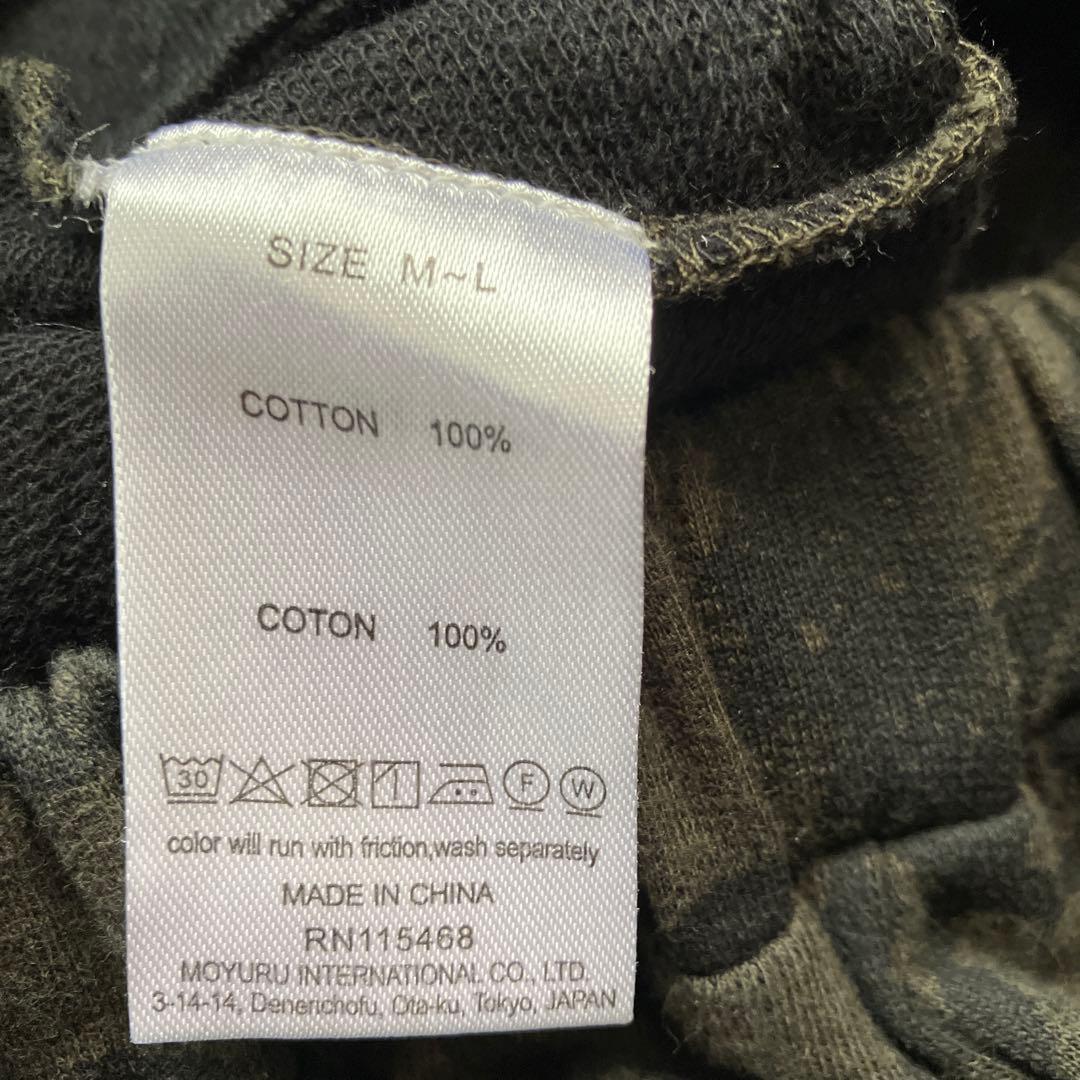 SIZE M~L
COTTON 100%
COTON 100%
30 F W
color will run with friction,wash separately
MADE IN CHINA
RN115468
MOYURU INTERNATIONAL CO., LTD.
3-14-14, Denenchofu, Ota-ku, Tokyo, JAPAN